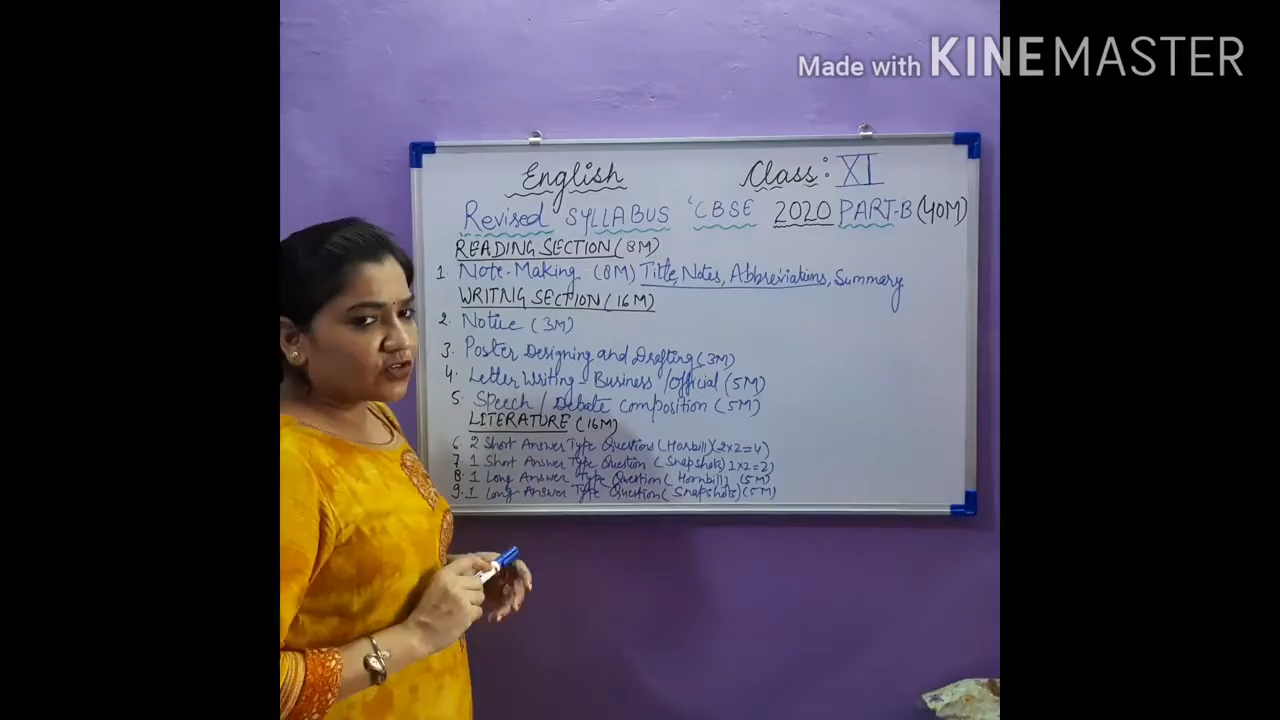 Made with KINEMASTER
English Class: XI
Revised SYLLABUS 'CBSE 2020 PART-B (40M)
READING SECTION (8M)
1. Note-Making (8M) Title, Notes, Abbreviations, Summary
WRITNG SECTION (16M)
2. Notice (3M)
3. Poster Designing and Drafting (3M)
4. Letter Writing - Business / Official (5M)
5. Speech / Debate Composition (5M)
LITERATURE (16M)
6. 2 Short Answer Type Questions (Hornbill) (2x2=4)
7. 1 Short Answer Type Question (Snapshots) 1x2=2)
8. 1 Long Answer Type Question (Hornbill) (5M)
9. 1 Long Answer Type Question (Snapshots) (5M)